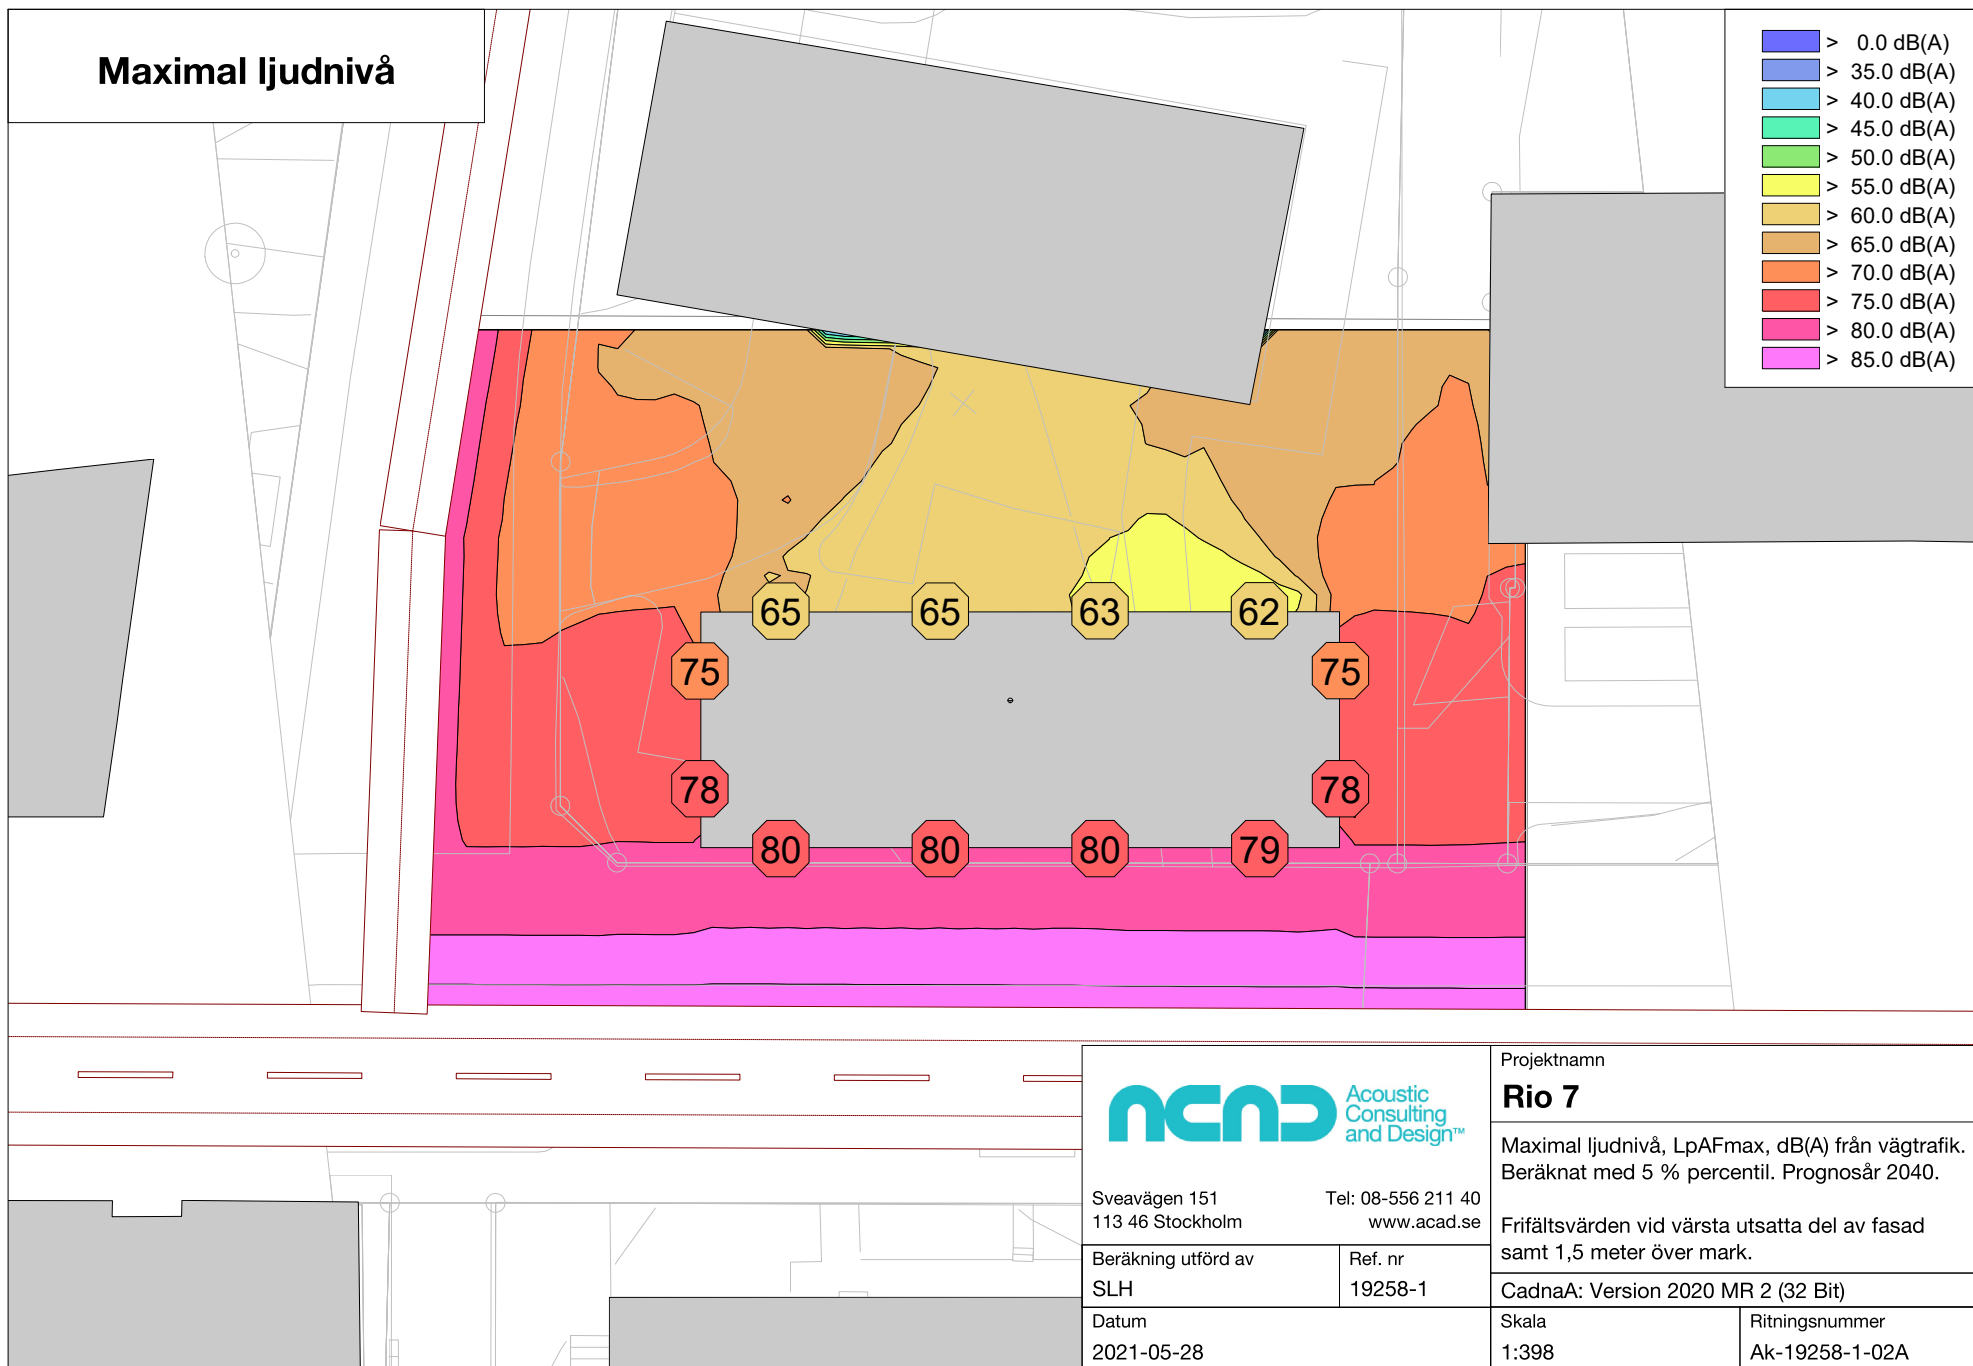 Maximal ljudnivå
> 0.0 dB(A)
> 35.0 dB(A)
> 40.0 dB(A)
> 45.0 dB(A)
> 50.0 dB(A)
> 55.0 dB(A)
> 60.0 dB(A)
> 65.0 dB(A)
> 70.0 dB(A)
> 75.0 dB(A)
> 80.0 dB(A)
> 85.0 dB(A)
65 65 63 62
75 75
78 78
80 80 80 79
ACAD
Acoustic
Consulting
and Design™
Sveavägen 151 Tel: 08-556 211 40
113 46 Stockholm www.acad.se
Beräkning utförd av
SLH
Ref. nr
19258-1
Datum
2021-05-28
Projektnamn
Rio 7
Maximal ljudnivå, LpAFmax, dB(A) från vägtrafik.
Beräknat med 5 % percentil. Prognosår 2040.
Frifältsvärden vid värsta utsatta del av fasad
samt 1,5 meter över mark.
CadnaA: Version 2020 MR 2 (32 Bit)
Skala
1:398
Ritningsnummer
Ak-19258-1-02A